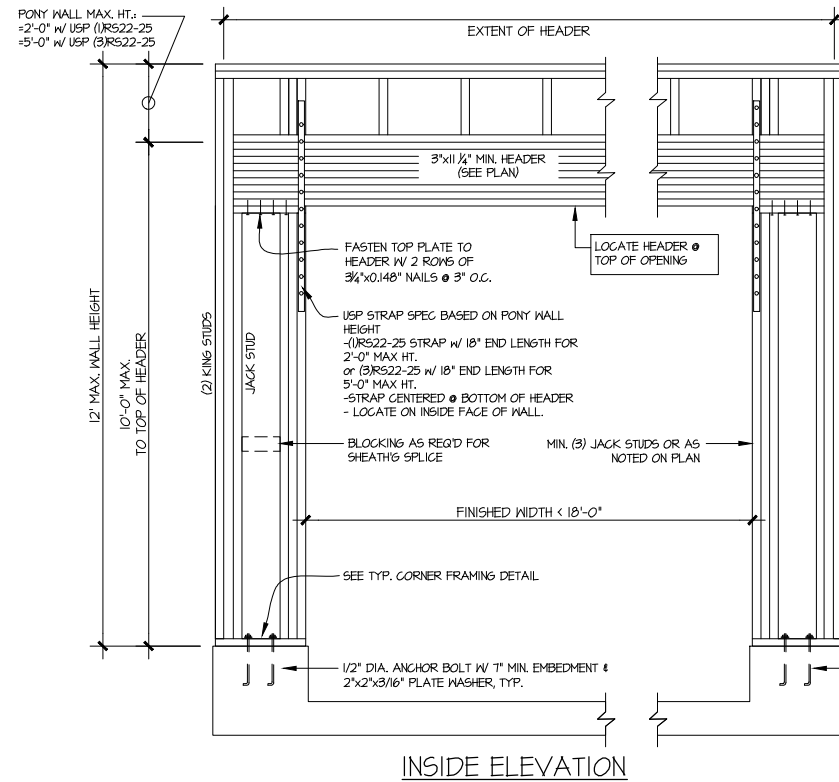 PONY WALL MAX. HT.:
=2'-0" W/ USP (1)RS22-25
=5'-0" W/ USP (3)RS22-25
EXTENT OF HEADER
3"x11 1/4" MIN. HEADER
(SEE PLAN)
FASTEN TOP PLATE TO
HEADER W/ 2 ROWS OF
3 1/4"x0.148" NAILS @ 3" O.C.
LOCATE HEADER @
TOP OF OPENING
12' MAX. WALL HEIGHT
10'-0" MAX.
TO TOP OF HEADER
(2) KING STUDS
JACK STUD
USP STRAP SPEC BASED ON PONY WALL
HEIGHT
-(1)RS22-25 STRAP w/ 18" END LENGTH FOR
2'-0" MAX HT.
or (3)RS22-25 w/ 18" END LENGTH FOR
5'-0" MAX HT.
-STRAP CENTERED @ BOTTOM OF HEADER
- LOCATE ON INSIDE FACE OF WALL.
BLOCKING AS REQ'D FOR
SHEATH'G SPLICE
MIN. (3) JACK STUDS OR AS
NOTED ON PLAN
FINISHED WIDTH < 18'-0"
SEE TYP. CORNER FRAMING DETAIL
1/2" DIA. ANCHOR BOLT W/ 7" MIN. EMBEDMENT &
2"x2"x3/16" PLATE WASHER, TYP.
INSIDE ELEVATION